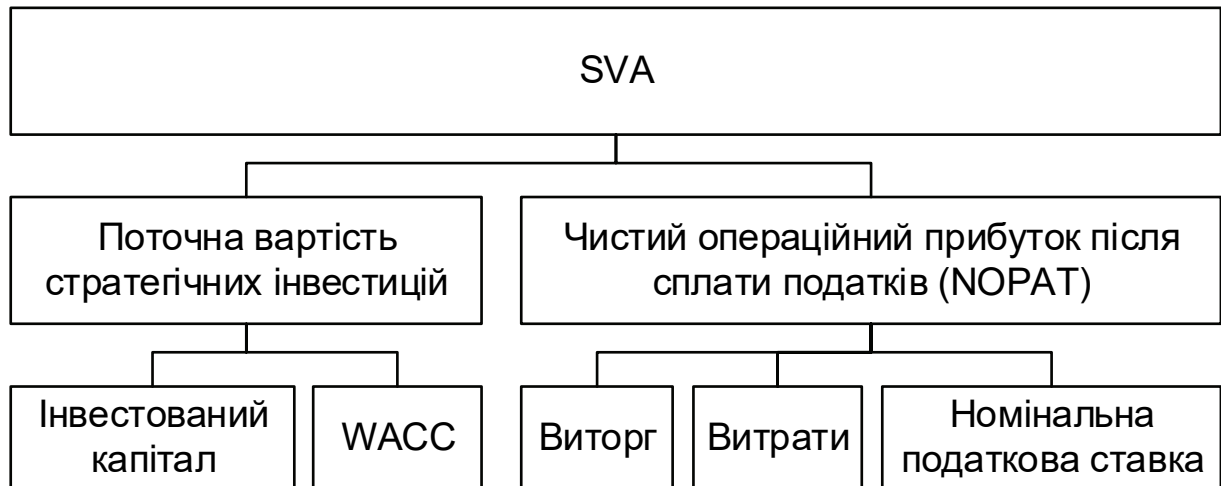 SVA
Поточна вартість
стратегічних інвестицій
Чистий операційний прибуток після
сплати податків (NOPAT)
Інвестований
капітал
WACC
Виторг
Витрати
Номінальна
податкова ставка